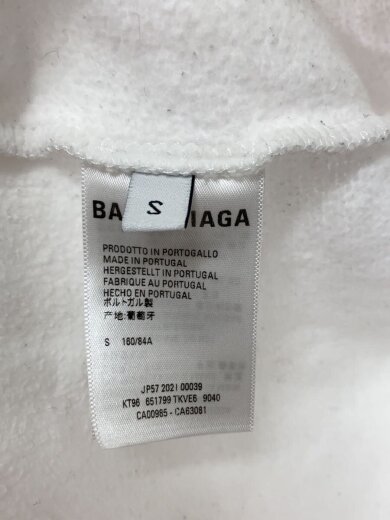 S
BA IAGA
PRODOTTO IN PORTOGALLO
MADE IN PORTUGAL
HERGESTELLT IN PORTUGAL
FABRIQUE AU PORTUGAL
HECHO EN PORTUGAL
ポルトガル製
产地:葡萄牙
S 160/84A
JP57 2021 00039
KT96 651799 TKVE6 9040
CA00985 - CA63081